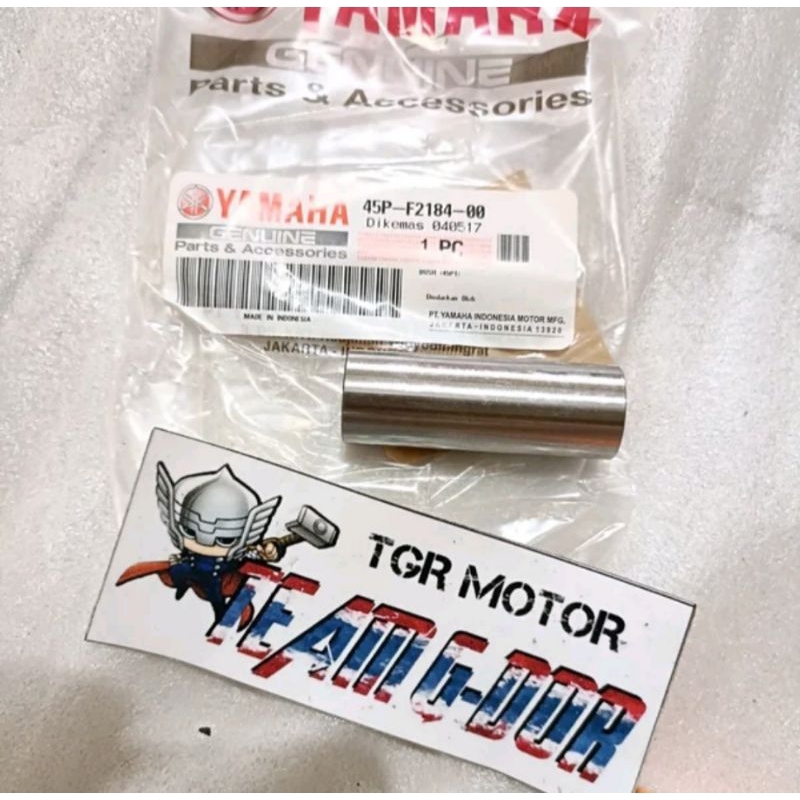 YAMAHA
GENUINE
Parts & Accessories
YAMAHA
GENUINE
Parts & Accessories
45P-F2184-00
Dikemas 040517
1 PC
MADE IN INDONESIA
PT. YAMAHA INDONESIA MOTOR MFG.
JAKARTA-INDONESIA 13920
JAKARTA
TGR MOTOR
TEAM G-DOR